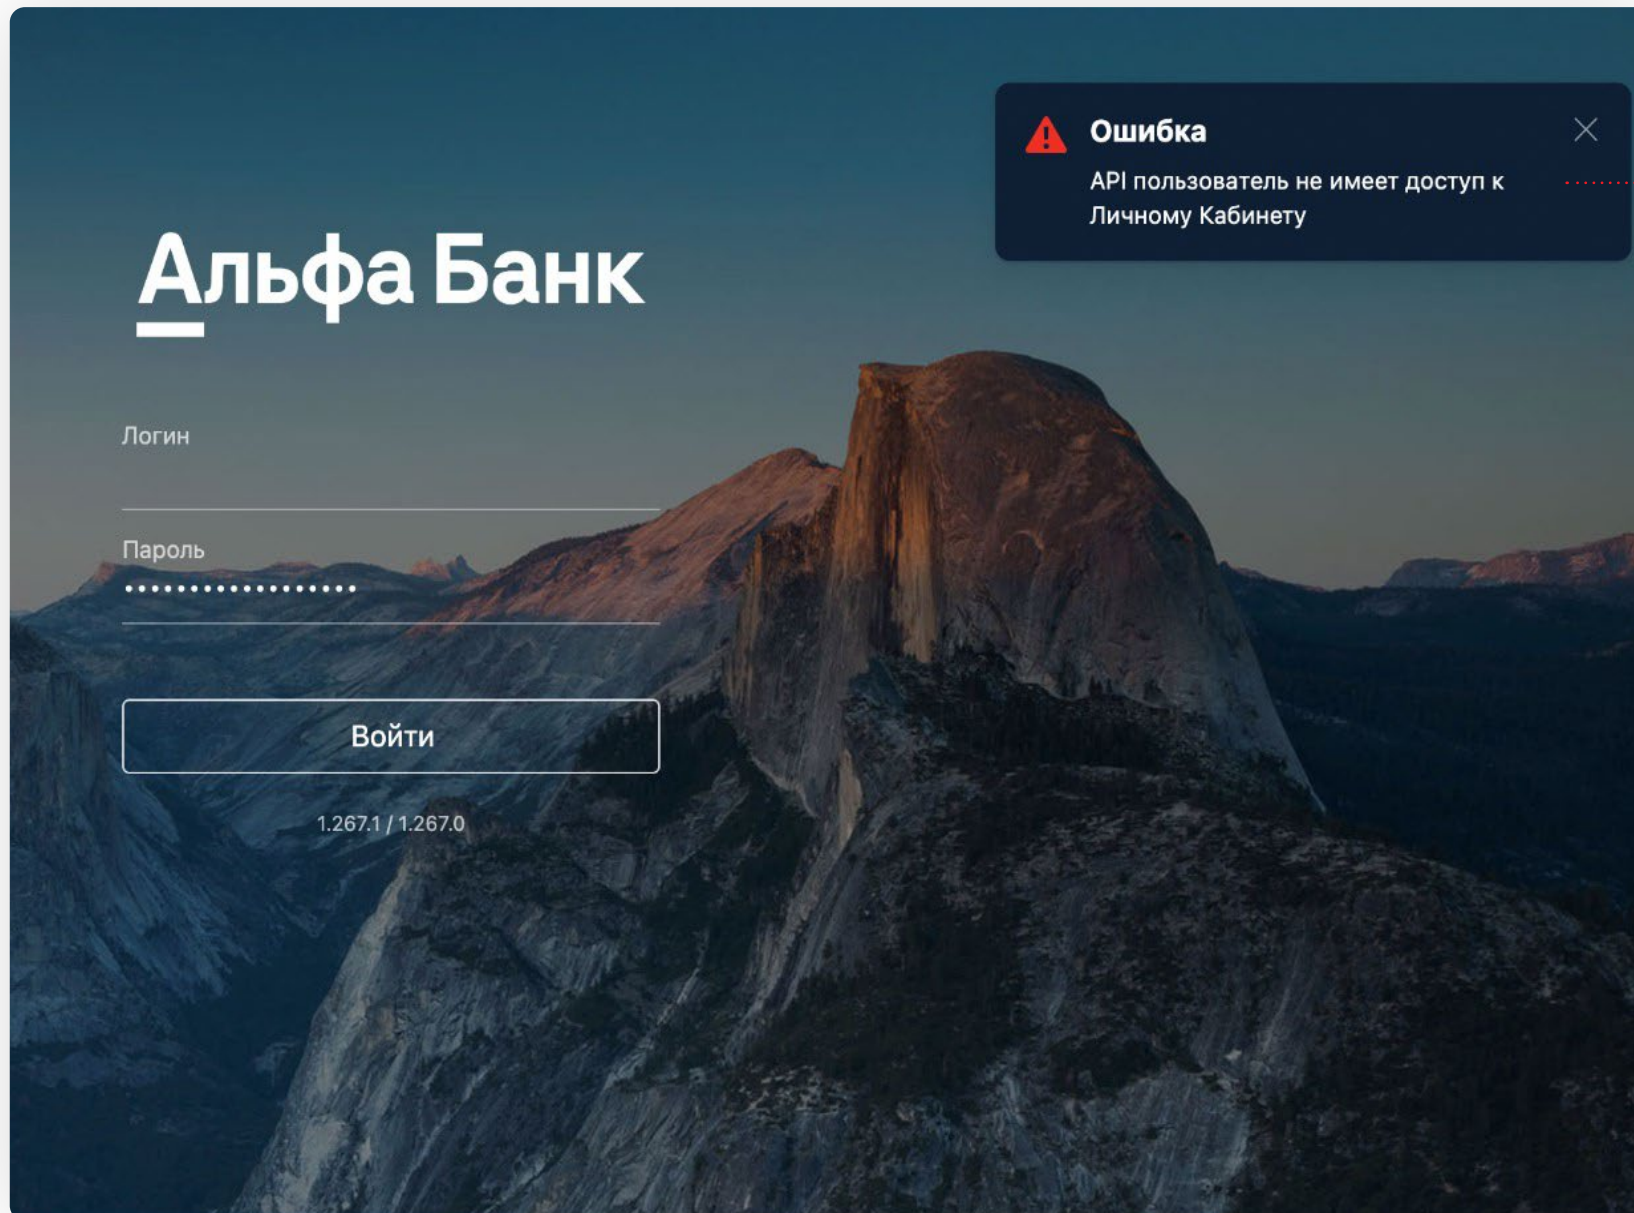 Ошибка
API пользователь не имеет доступ к
Личному Кабинету
Альфа Банк
Логин
Пароль
••••••••••••••••••
Войти
1.267.1 / 1.267.0